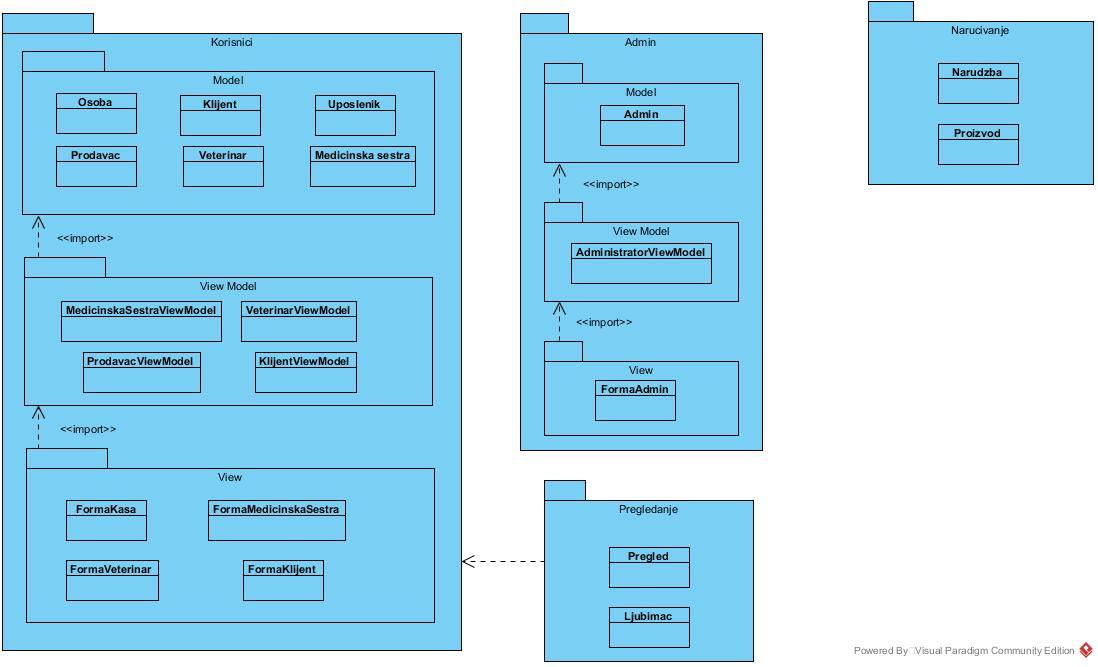 Korisnici
Model
Osoba
Klijent
Uposlenik
Prodavac
Veterinar
Medicinska sestra
<<import>>
View Model
MedicinskaSestraViewModel
VeterinarViewModel
ProdavacViewModel
KlijentViewModel
<<import>>
View
FormaKasa
FormaMedicinskaSestra
FormaVeterinar
FormaKlijent
Admin
Model
Admin
<<import>>
View Model
AdministratorViewModel
<<import>>
View
FormaAdmin
Pregledanje
Pregled
Ljubimac
Narucivanje
Narudzba
Proizvod
Powered By Visual Paradigm Community Edition